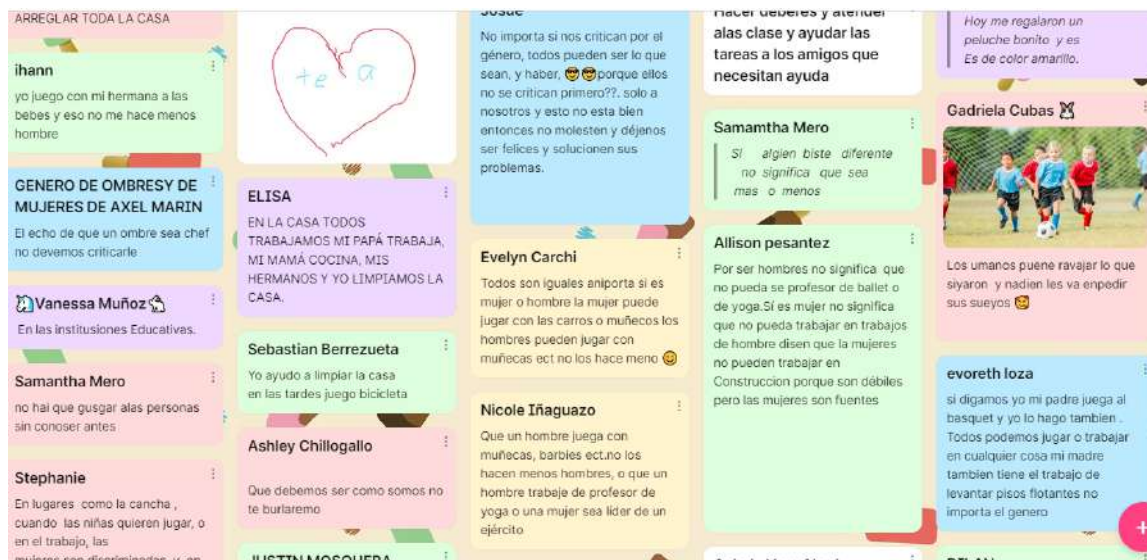 ARREGLAR TODA LA CASA
ihann
yo juego con mi hermana a las
bebes y eso no me hace menos
hombre
GENERO DE OMBRESY DE
MUJERES DE AXEL MARIN
El echo de que un ombre sea chef
no devemos criticarle
Vanessa Muñoz
En las institusiones Educativas.
Samantha Mero
no hai que gusgar alas personas
sin conoser antes
Stephanie
En lugares como la cancha ,
cuando las niñas quieren jugar, o
en el trabajo, las
mujeres son discriminadas y en
te a
ELISA
EN LA CASA TODOS
TRABAJAMOS MI PAPÁ TRABAJA,
MI MAMÁ COCINA, MIS
HERMANOS Y YO LIMPIAMOS LA
CASA.
Sebastian Berrezueta
Yo ayudo a limpiar la casa
en las tardes juego bicicleta
Ashley Chillogallo
Que debemos ser como somos no
te burlaremo
JUSTIN MOSQUERA
Josue
No importa si nos critican por el
género, todos pueden ser lo que
sean, y haber, 😎😎porque ellos
no se critican primero??. solo a
nosotros y esto no esta bien
entonces no molesten y déjenos
ser felices y solucionen sus
problemas.
Evelyn Carchi
Todos son iguales aniporta si es
mujer o hombre la mujer puede
jugar con las carros o muñecos los
hombres pueden jugar con
muñecas ect no los hace meno 😊
Nicole Iñaguazo
Que un hombre juega con
muñecas, barbies ect.no los
hacen menos hombres, o que un
hombre trabaje de profesor de
yoga o una mujer sea líder de un
ejército
Hacer deberes y atender
alas clase y ayudar las
tareas a los amigos que
necesitan ayuda
Samamtha Mero
Si algien biste diferente
no significa que sea
mas o menos
Allison pesantez
Por ser hombres no significa que
no pueda se profesor de ballet o
de yoga.Sí es mujer no significa
que no pueda trabajar en trabajos
de hombre disen que la mujeres
no pueden trabajar en
Construccion porque son débiles
pero las mujeres son fuentes
Hoy me regalaron un
peluche bonito y es
Es de color amarillo.
Gadriela Cubas
Los umanos puene ravajar lo que
siyaron y nadien les va enpedir
sus sueyos
evoreth loza
si digamos yo mi padre juega al
basquet y yo lo hago tambien .
Todos podemos jugar o trabajar
en cualquier cosa mi madre
tambien tiene el trabajo de
levantar pisos flotantes no
importa el genero